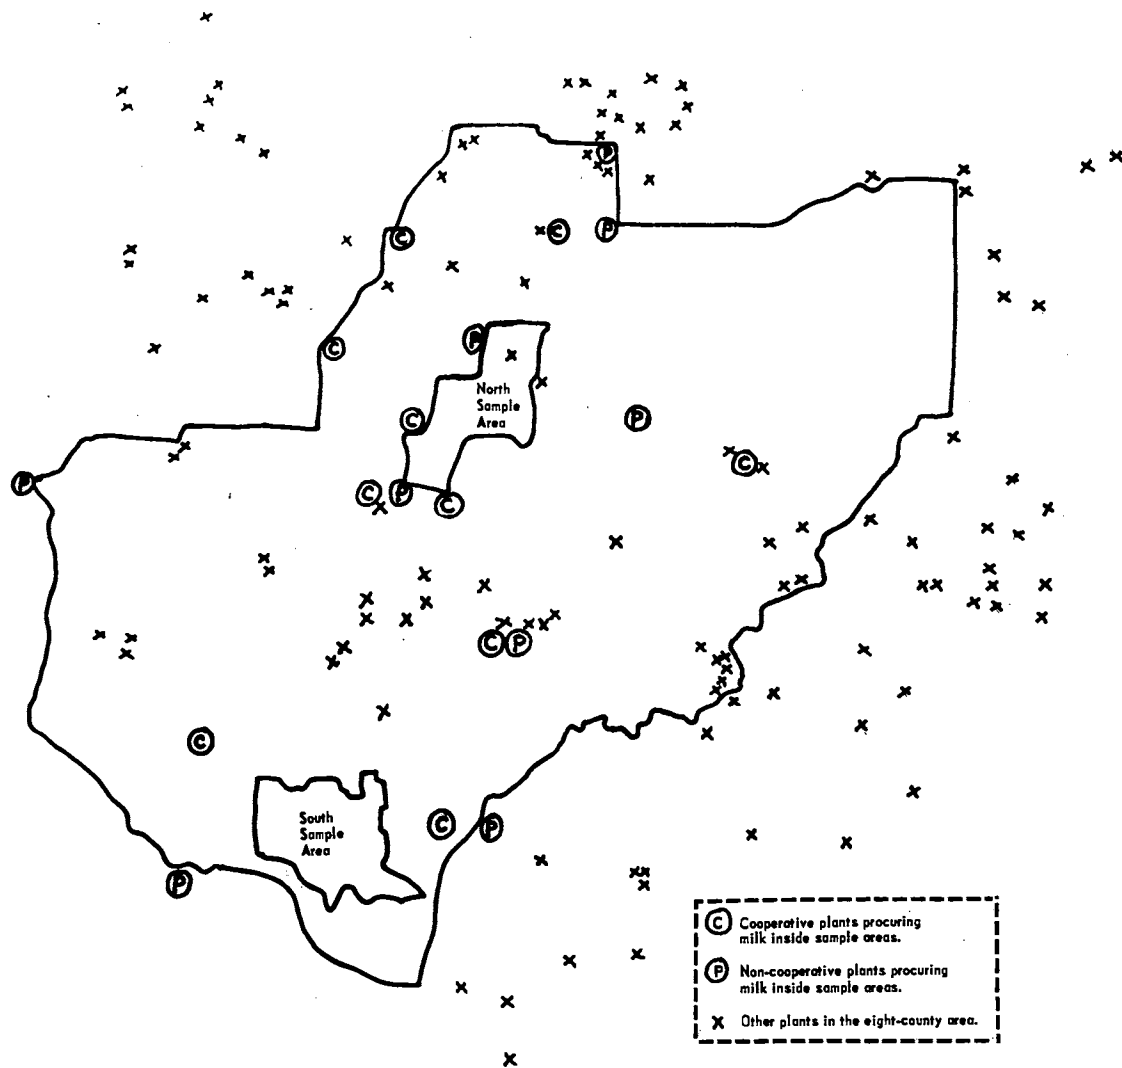 P
C
C
P
C
P
North
Sample
Area
C
P
C
P
C
P
C
C
P
C
South
Sample
Area
C
P
P
C Cooperative plants procuring
milk inside sample areas.
P Non-cooperative plants procuring
milk inside sample areas.
X Other plants in the eight-county area.